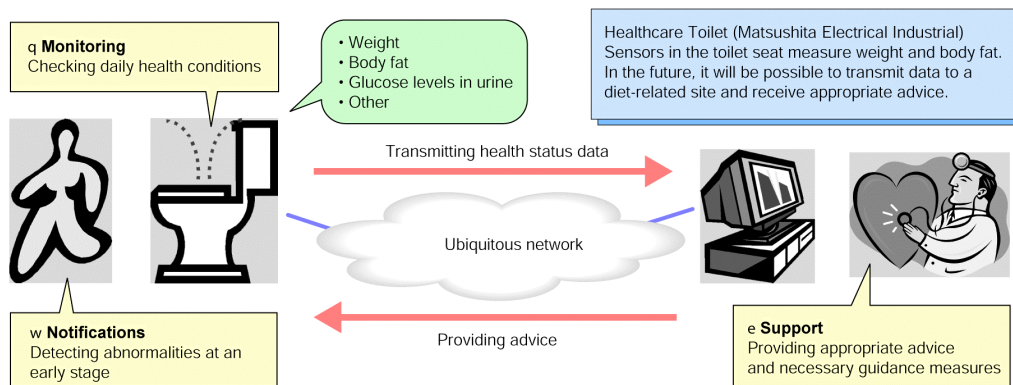 q Monitoring
Checking daily health conditions
• Weight
• Body fat
• Glucose levels in urine
• Other
Healthcare Toilet (Matsushita Electrical Industrial)
Sensors in the toilet seat measure weight and body fat.
In the future, it will be possible to transmit data to a
diet-related site and receive appropriate advice.
Transmitting health status data
Ubiquitous network
Providing advice
w Notifications
Detecting abnormalities at an
early stage
e Support
Providing appropriate advice
and necessary guidance measures